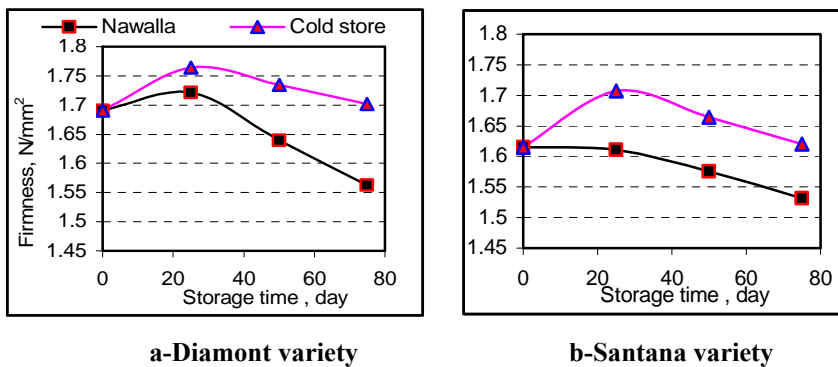 Nawalla Cold store
Firmness, N/mm²
1.8
1.75
1.7
1.65
1.6
1.55
1.5
1.45
0 20 40 60 80
Storage time , day
a-Diamont variety
1.8
1.75
1.7
1.65
1.6
1.55
1.5
1.45
0 20 40 60 80
Storage time , day
b-Santana variety